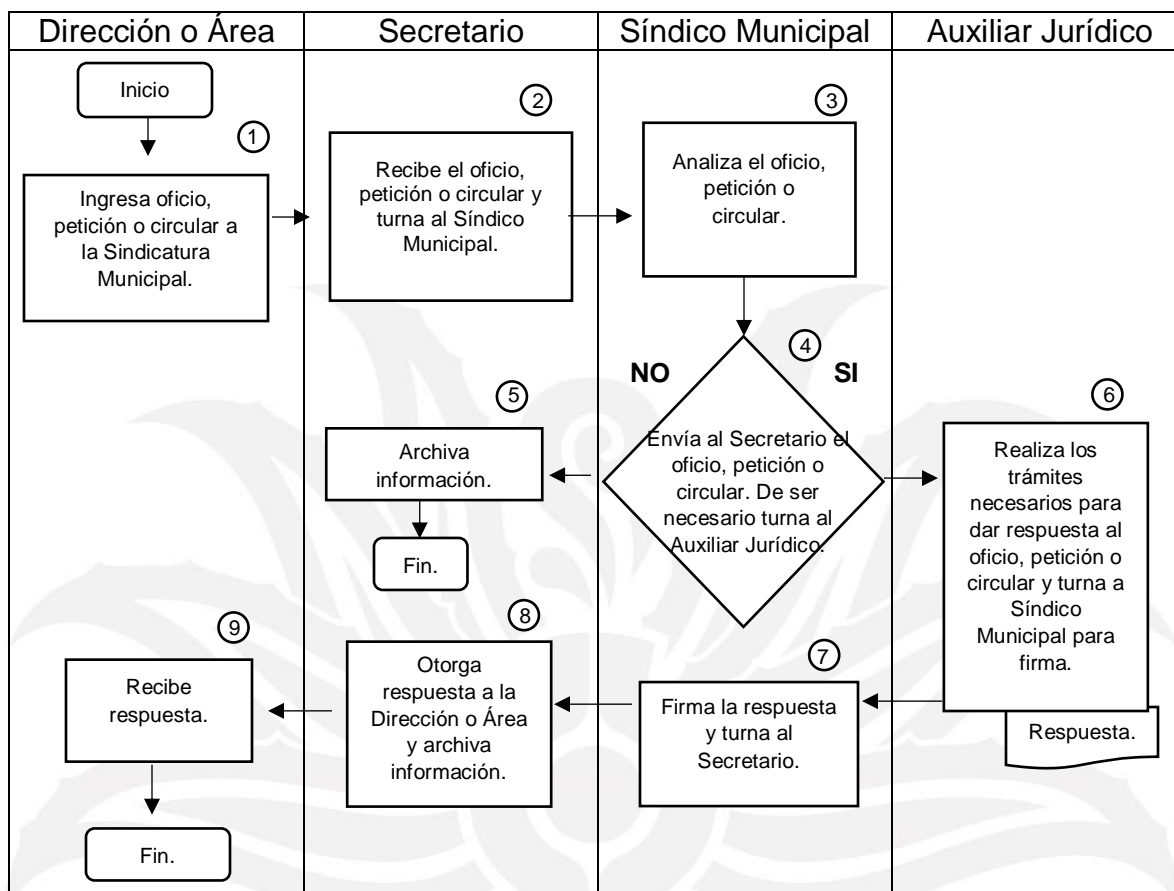 Dirección o Área
Secretario
Síndico Municipal
Auxiliar Jurídico
Inicio
1
Ingresa oficio,
petición o circular a
la Sindicatura
Municipal.
2
Recibe el oficio,
petición o circular y
turna al Síndico
Municipal.
3
Analiza el oficio,
petición o
circular.
4
NO
SI
Envía al Secretario el
oficio, petición o
circular. De ser
necesario turna al
Auxiliar Jurídico.
5
Archiva
información.
Fin.
6
Realiza los
trámites
necesarios para
dar respuesta al
oficio, petición o
circular y turna a
Síndico
Municipal para
firma.
Respuesta.
7
Firma la respuesta
y turna al
Secretario.
8
Otorga
respuesta a la
Dirección o Área
y archiva
información.
9
Recibe
respuesta.
Fin.